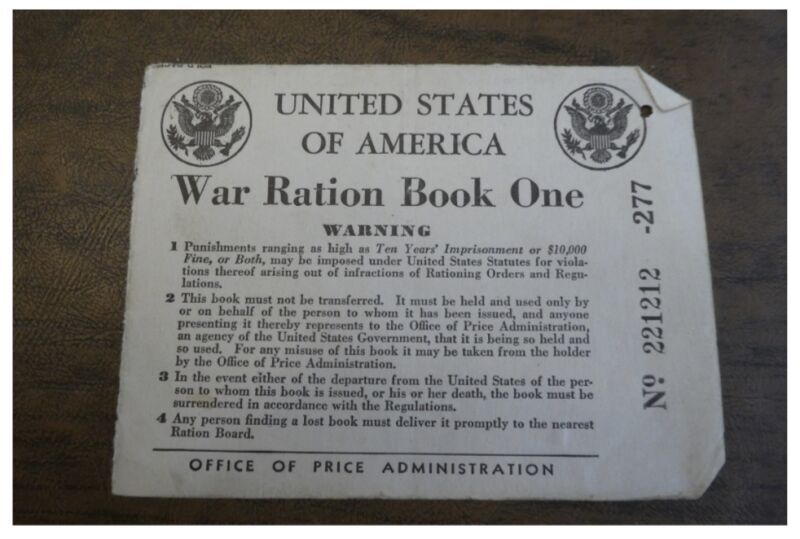 UNITED STATES
OF AMERICA
War Ration Book One
WARNING
1 Punishments ranging as high as Ten Years' Imprisonment or $10,000
Fine, or Both, may be imposed under United States Statutes for viola-
tions thereof arising out of infractions of Rationing Orders and Regu-
lations.
2 This book must not be transferred. It must be held and used only by
or on behalf of the person to whom it has been issued, and anyone
presenting it thereby represents to the Office of Price Administration,
an agency of the United States Government, that it is being so held and
so used. For any misuse of this book it may be taken from the holder
by the Office of Price Administration.
3 In the event either of the departure from the United States of the per-
son to whom this book is issued, or his or her death, the book must be
surrendered in accordance with the Regulations.
4 Any person finding a lost book must deliver it promptly to the nearest
Ration Board.
OFFICE OF PRICE ADMINISTRATION
Nº 221212 -277